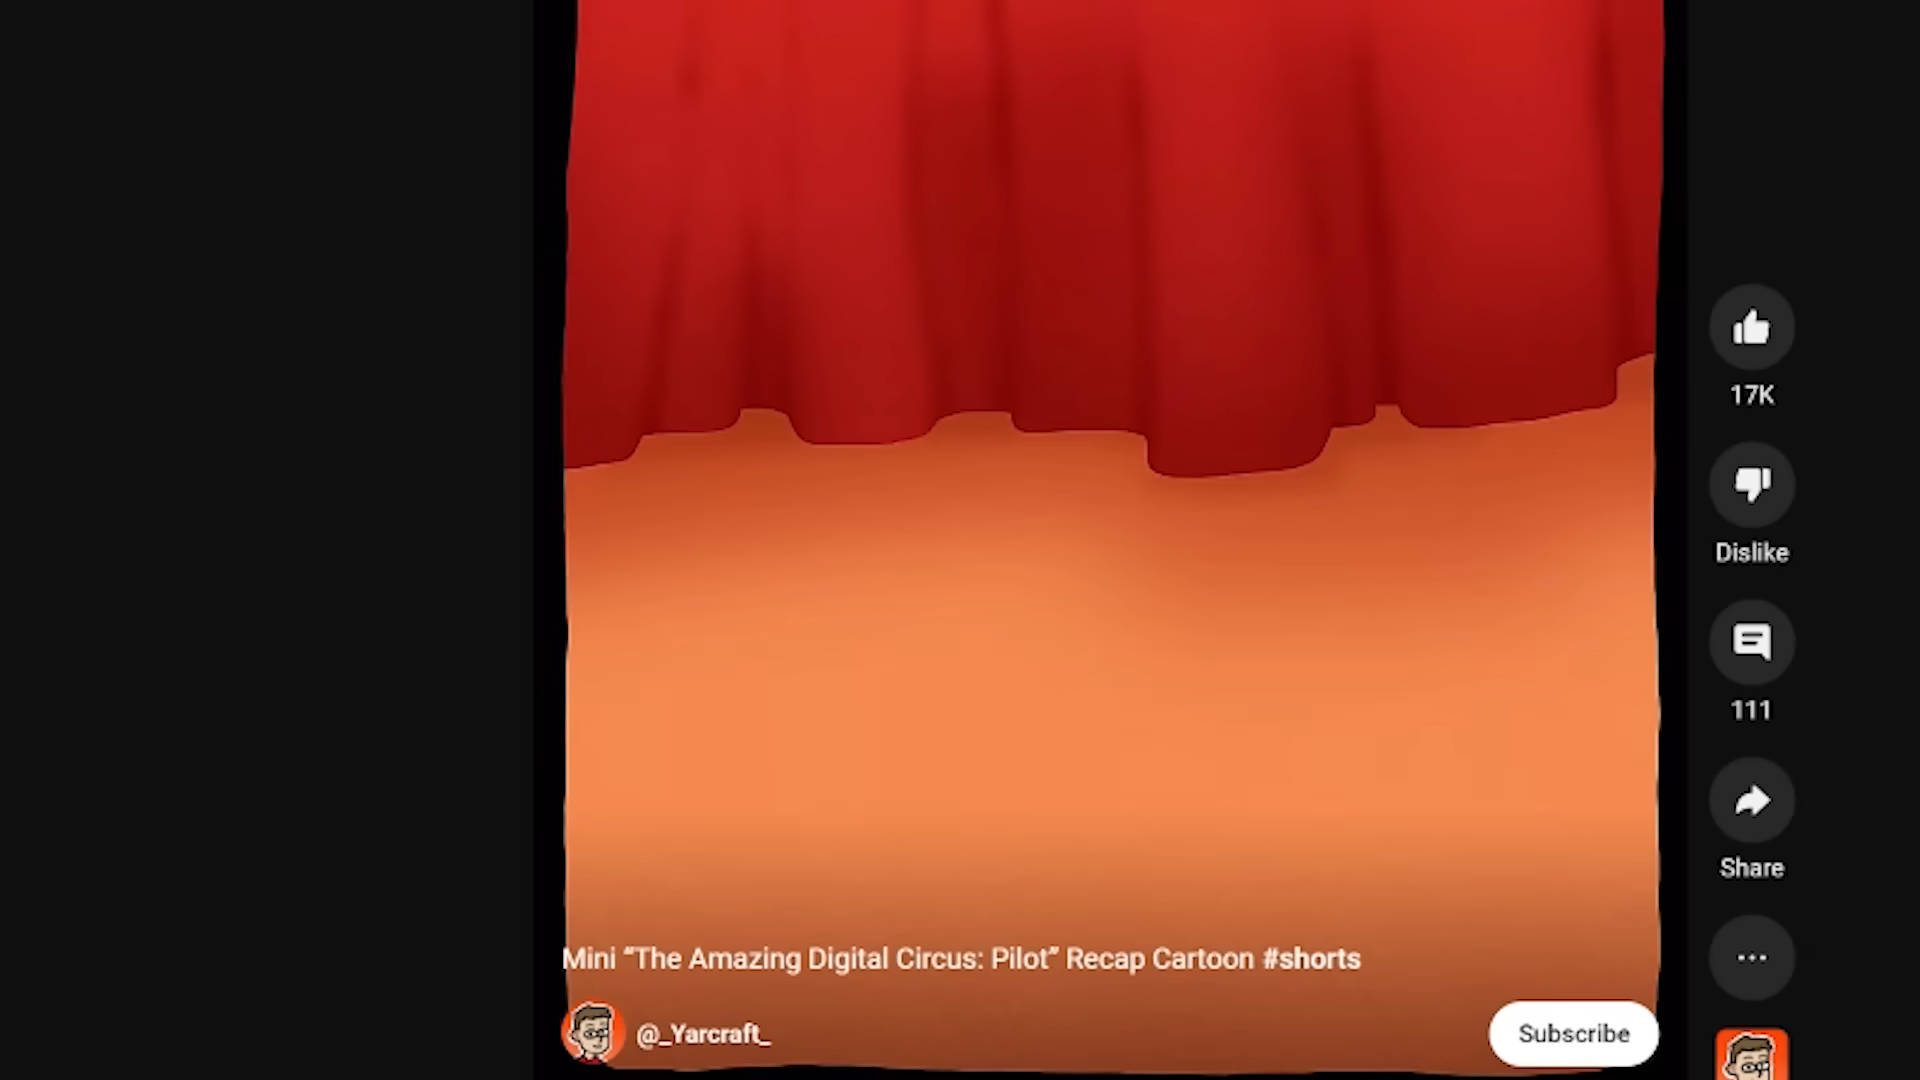 17K
Dislike
111
Share
Mini “The Amazing Digital Circus: Pilot” Recap Cartoon #shorts
@_Yarcraft_
Subscribe